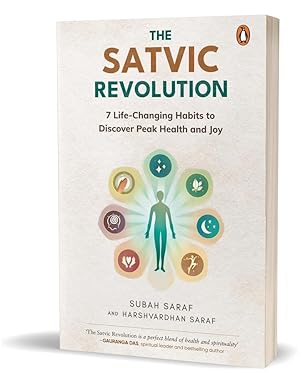 THE
SATVIC
REVOLUTION
7 Life-Changing Habits to
Discover Peak Health and Joy
SUBAH SARAF
AND HARSHVARDHAN SARAF
'The Satvic Revolution is a perfect blend of health and spirituality'
—GAURANGA DAS, spiritual leader and bestselling author